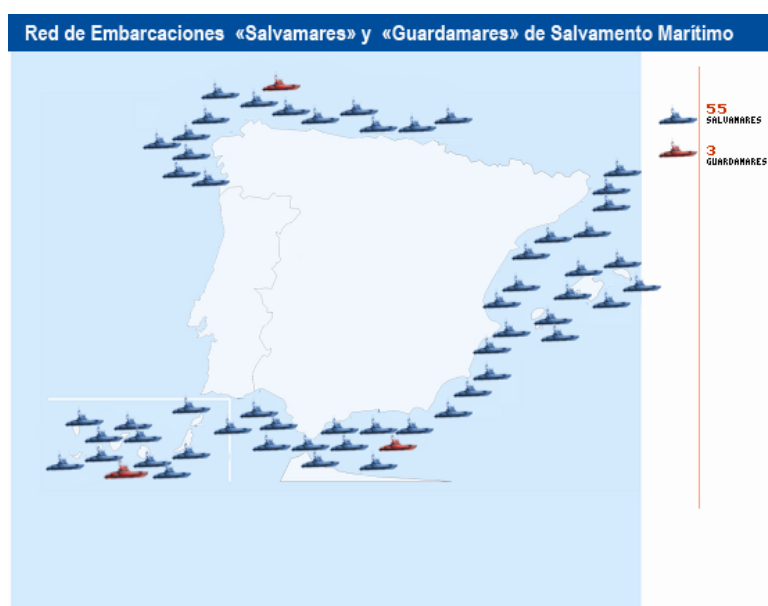 Red de Embarcaciones «Salvamares» y «Guardamares» de Salvamento Marítimo
55
SALVAMARES
3
GUARDAMARES